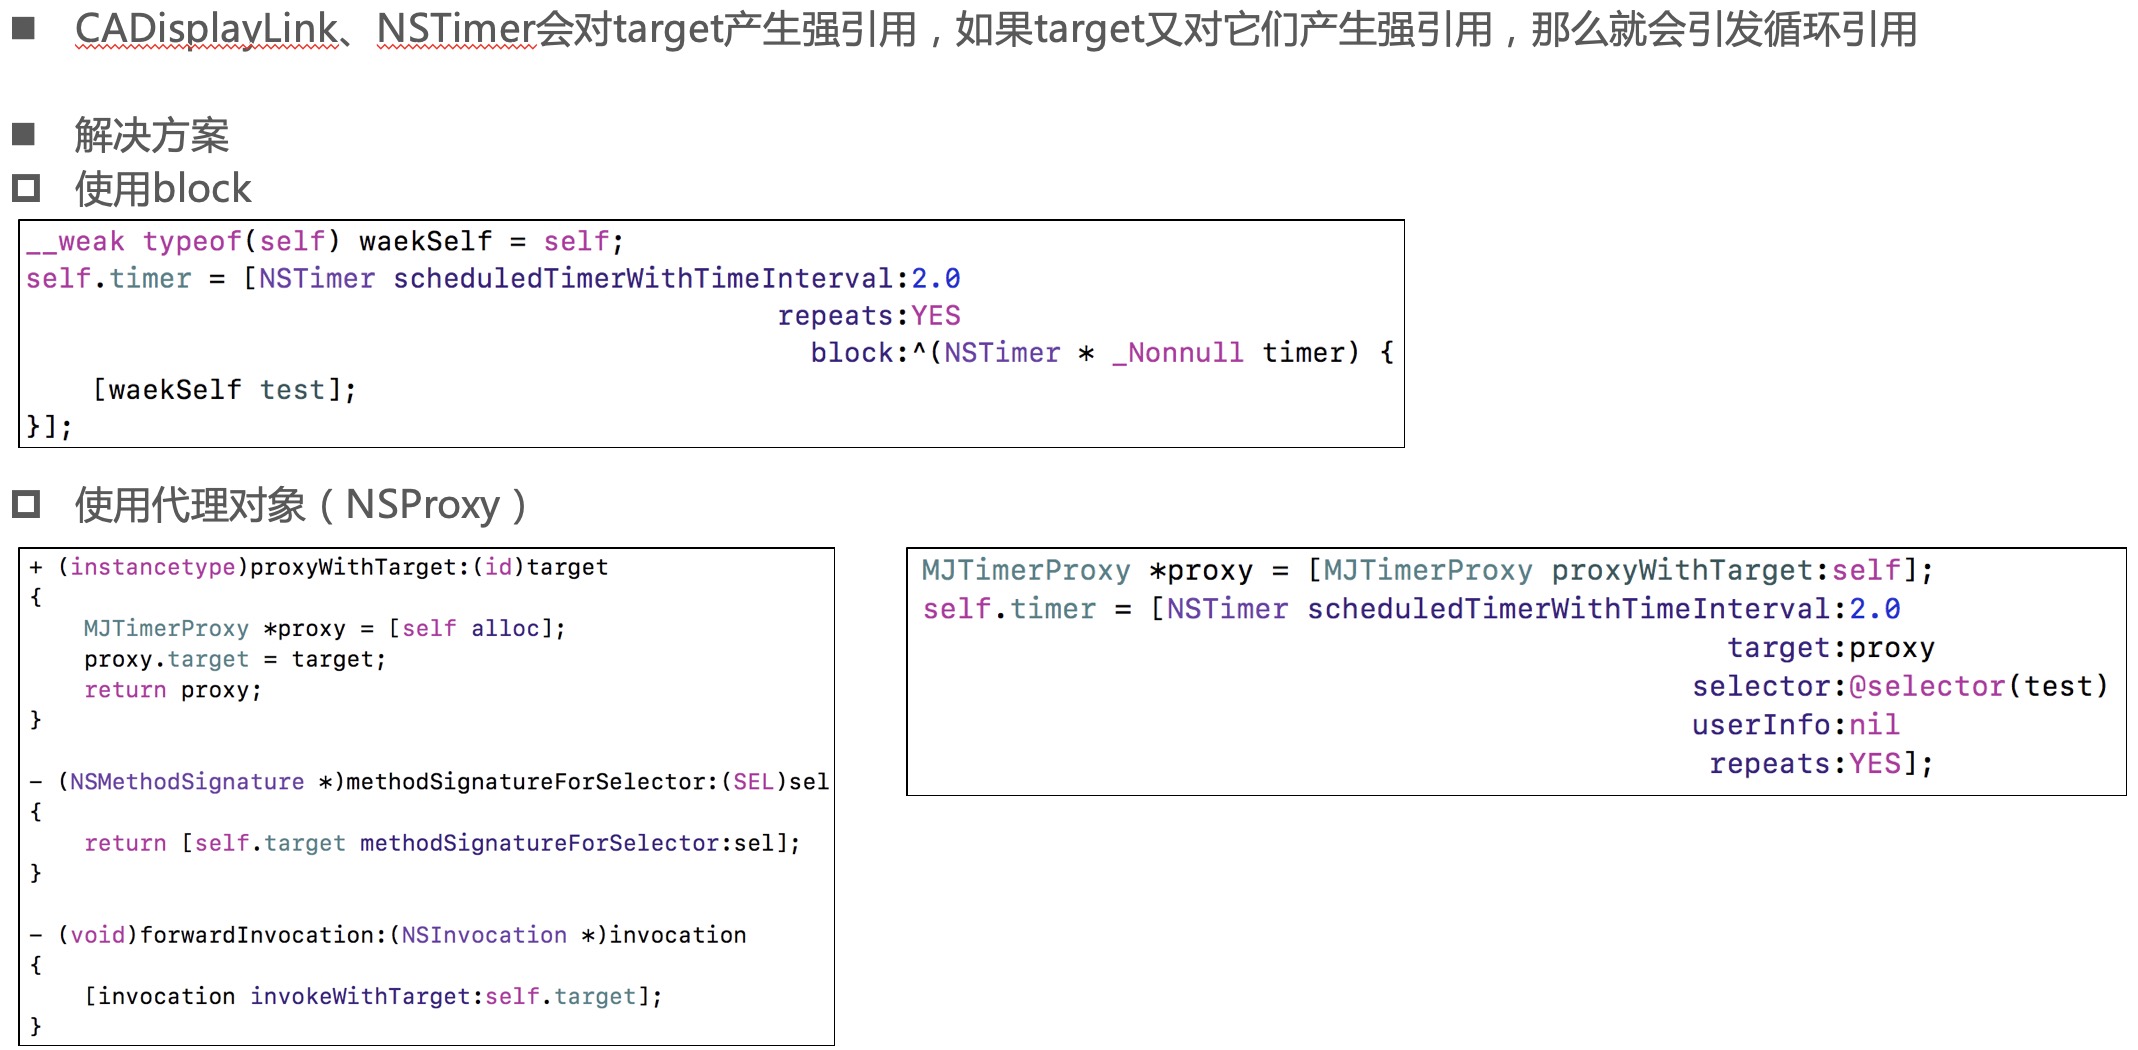 CADisplayLink、NSTimer会对target产生强引用，如果target又对它们产生强引用，那么就会引发循环引用
解决方案
使用block
__weak typeof(self) waekSelf = self;
self.timer = [NSTimer scheduledTimerWithTimeInterval:2.0
repeats:YES
block:^(NSTimer * _Nonnull timer) {
[waekSelf test];
}];
使用代理对象（NSProxy）
+ (instancetype)proxyWithTarget:(id)target
{
MJTimerProxy *proxy = [self alloc];
proxy.target = target;
return proxy;
}
- (NSMethodSignature *)methodSignatureForSelector:(SEL)sel
{
return [self.target methodSignatureForSelector:sel];
}
- (void)forwardInvocation:(NSInvocation *)invocation
{
[invocation invokeWithTarget:self.target];
}
MJTimerProxy *proxy = [MJTimerProxy proxyWithTarget:self];
self.timer = [NSTimer scheduledTimerWithTimeInterval:2.0
target:proxy
selector:@selector(test)
userInfo:nil
repeats:YES];